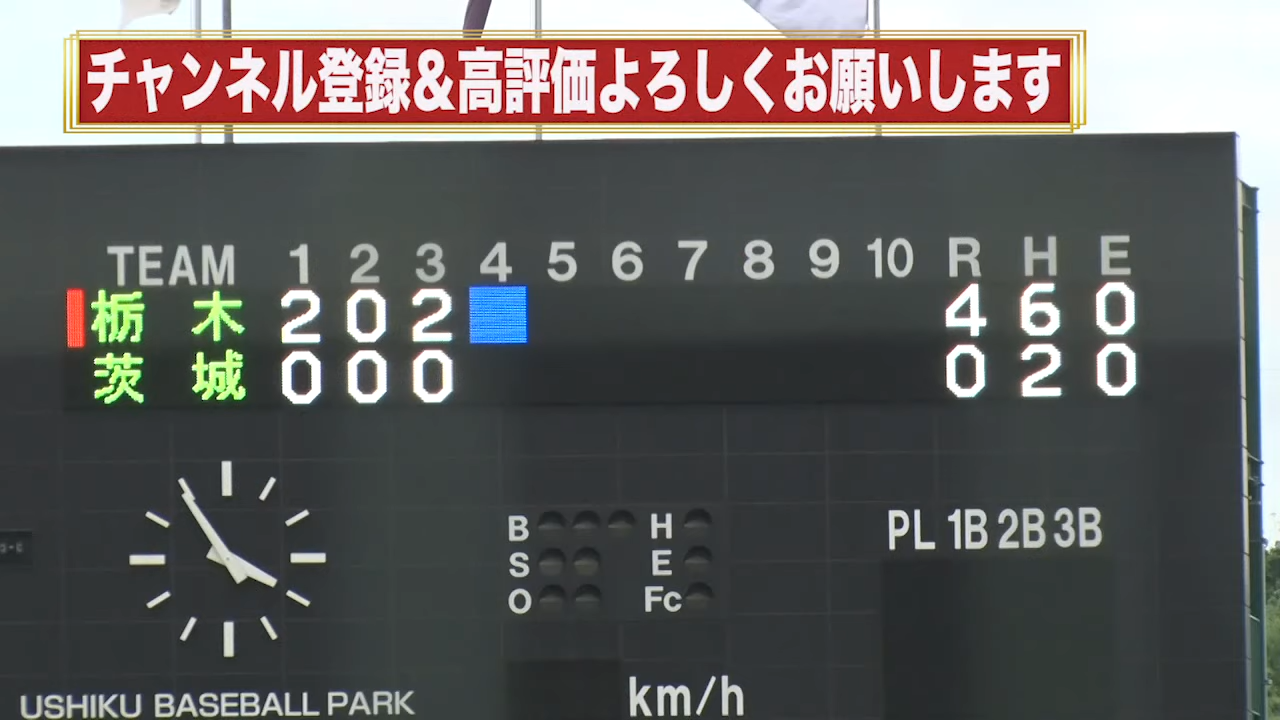 チャンネル登録&高評価よろしくお願いします
TEAM 1 2 3 4 5 6 7 8 9 10 R H E
栃木 2 0 2 4 6 0
茨城 0 0 0 0 2 0
B H
S E
O Fc
PL 1B 2B 3B
USHIKU BASEBALL PARK
km/h